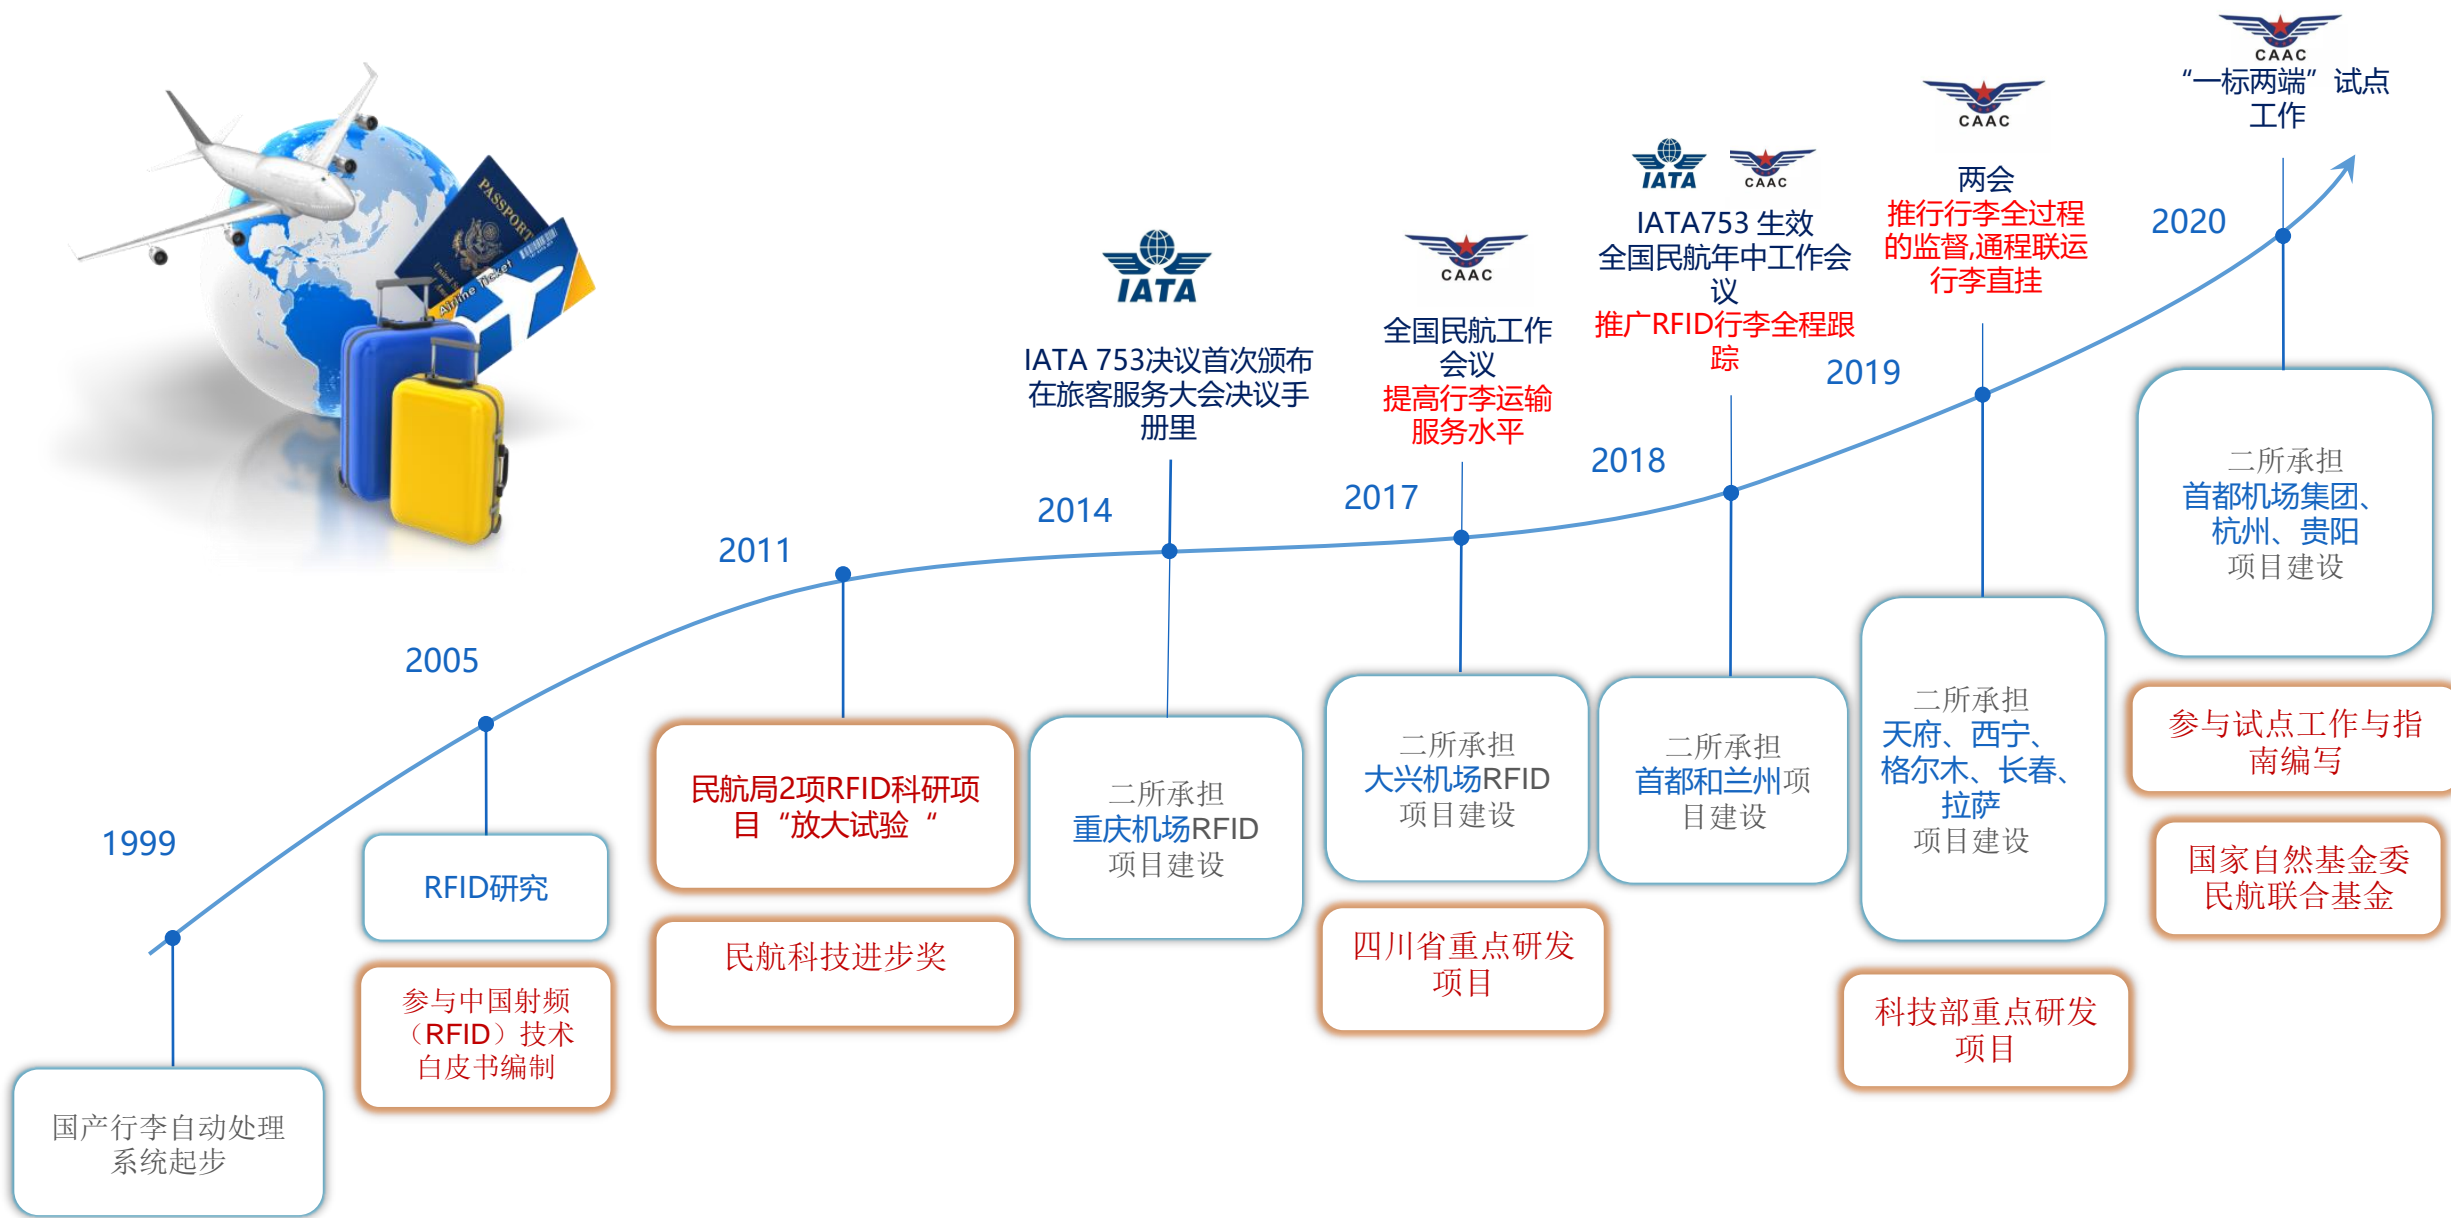 PASSPORT
Airline Ticket
1999
国产行李自动处理
系统起步
2005
RFID研究
参与中国射频
（RFID）技术
白皮书编制
2011
民航局2项RFID科研项
目“放大试验“
民航科技进步奖
2014
IATA
IATA 753决议首次颁布
在旅客服务大会决议手
册里
二所承担
重庆机场RFID
项目建设
2017
CAAC
全国民航工作
会议
提高行李运输
服务水平
二所承担
大兴机场RFID
项目建设
四川省重点研发
项目
2018
IATA
CAAC
IATA753 生效
全国民航年中工作会
议
推广RFID行李全程跟
踪
二所承担
首都和兰州项
目建设
2019
CAAC
两会
推行行李全过程
的监督,通程联运
行李直挂
二所承担
天府、西宁、
格尔木、长春、
拉萨
项目建设
科技部重点研发
项目
2020
CAAC
“一标两端”试点
工作
二所承担
首都机场集团、
杭州、贵阳
项目建设
参与试点工作与指
南编写
国家自然基金委
民航联合基金